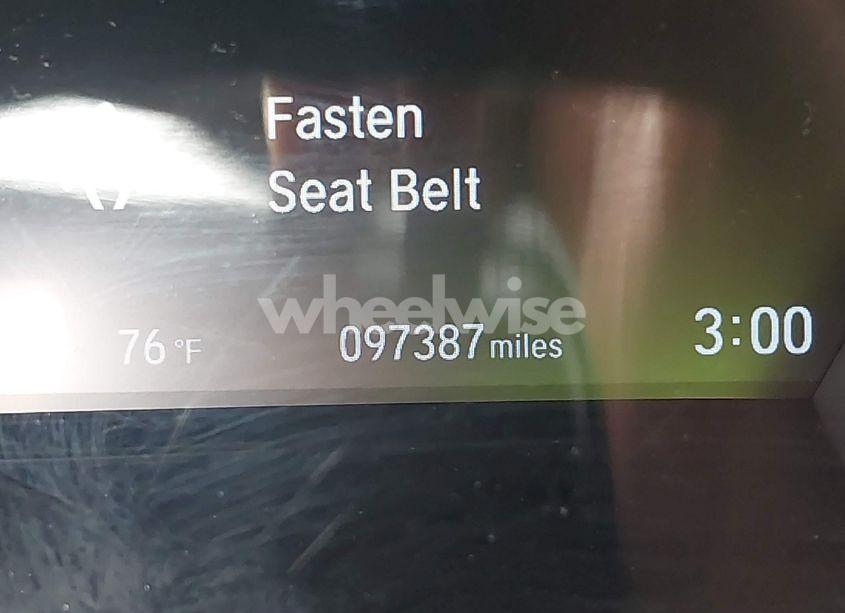 Fasten
Seat Belt
wheelwise
76 °F
097387 miles
3:00